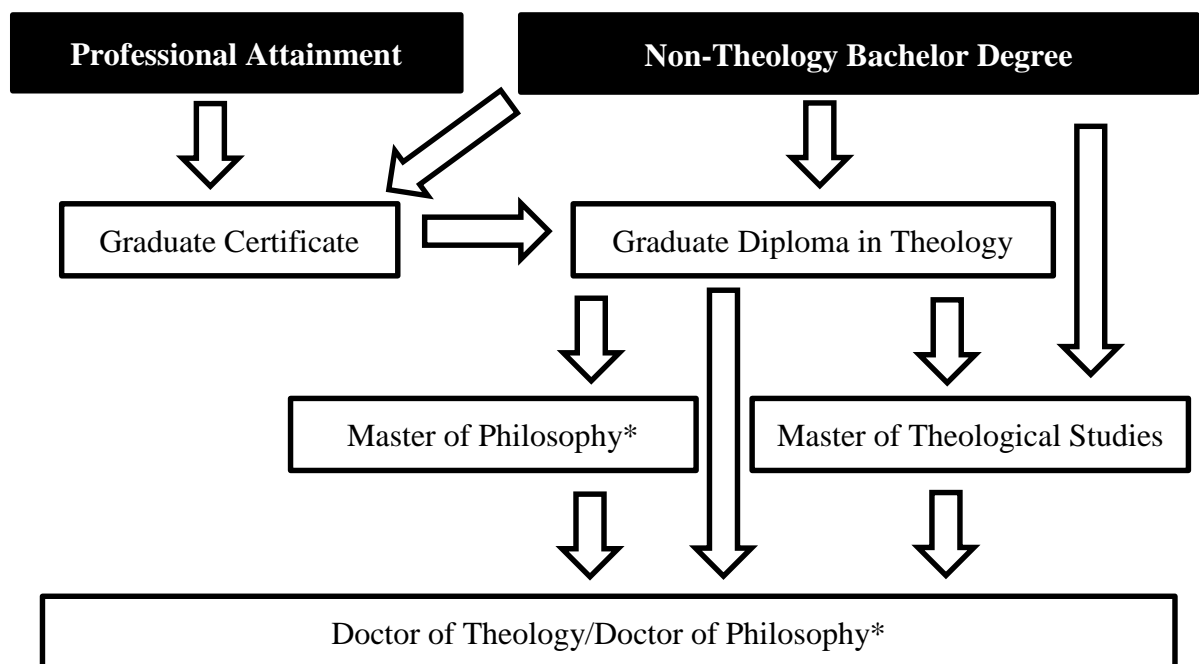 Professional Attainment
Non-Theology Bachelor Degree
Graduate Certificate
Graduate Diploma in Theology
Master of Philosophy*
Master of Theological Studies
Doctor of Theology/Doctor of Philosophy*